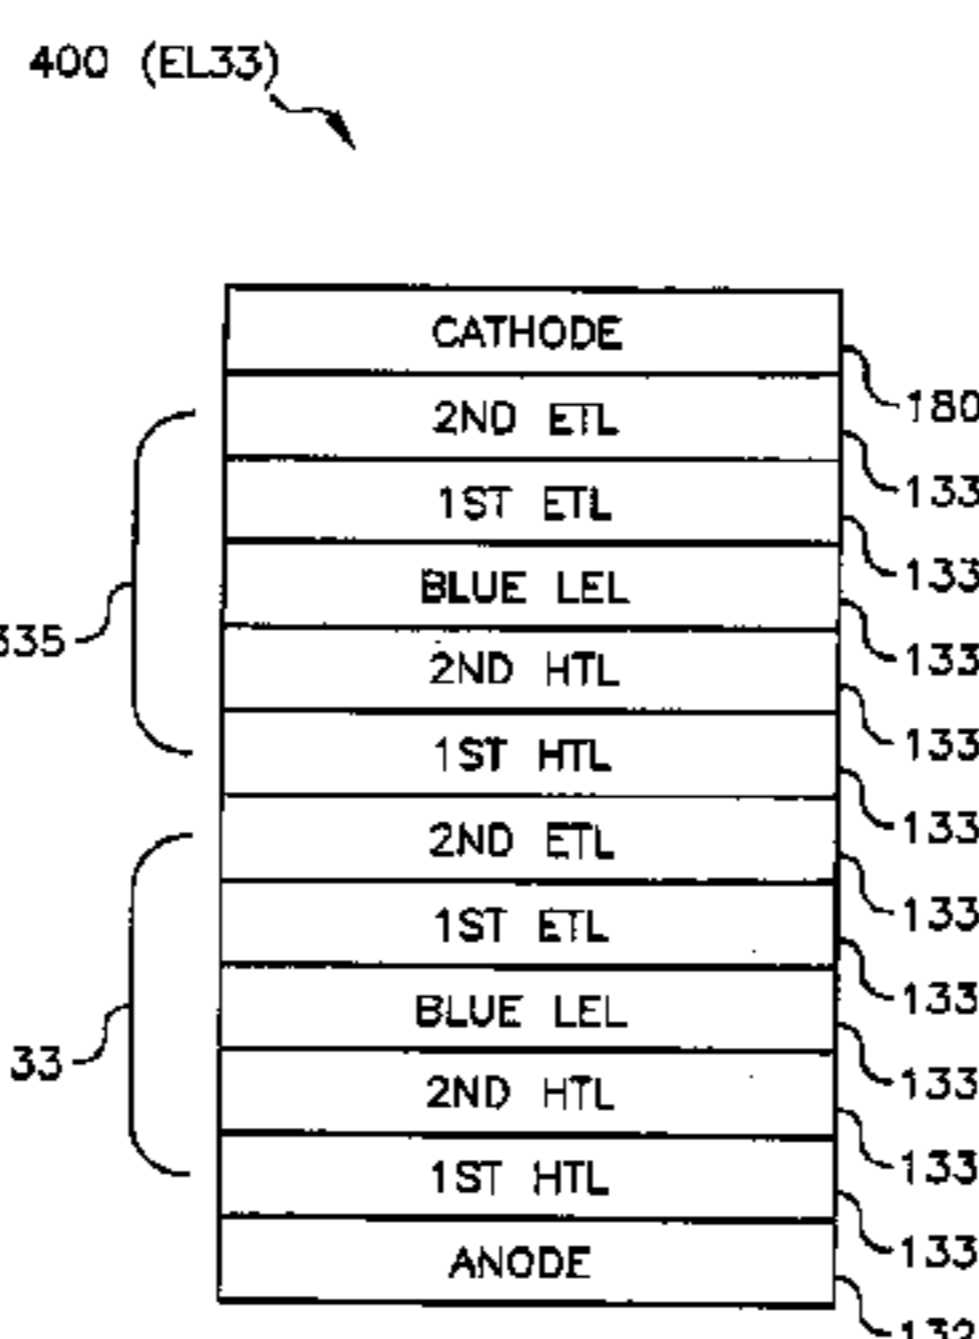 400 (EL33)
CATHODE
180
2ND ETL
133
1ST ETL
133
BLUE LEL
133
335
2ND HTL
133
1ST HTL
133
2ND ETL
133
1ST ETL
133
BLUE LEL
133
33
2ND HTL
133
1ST HTL
133
ANODE
132